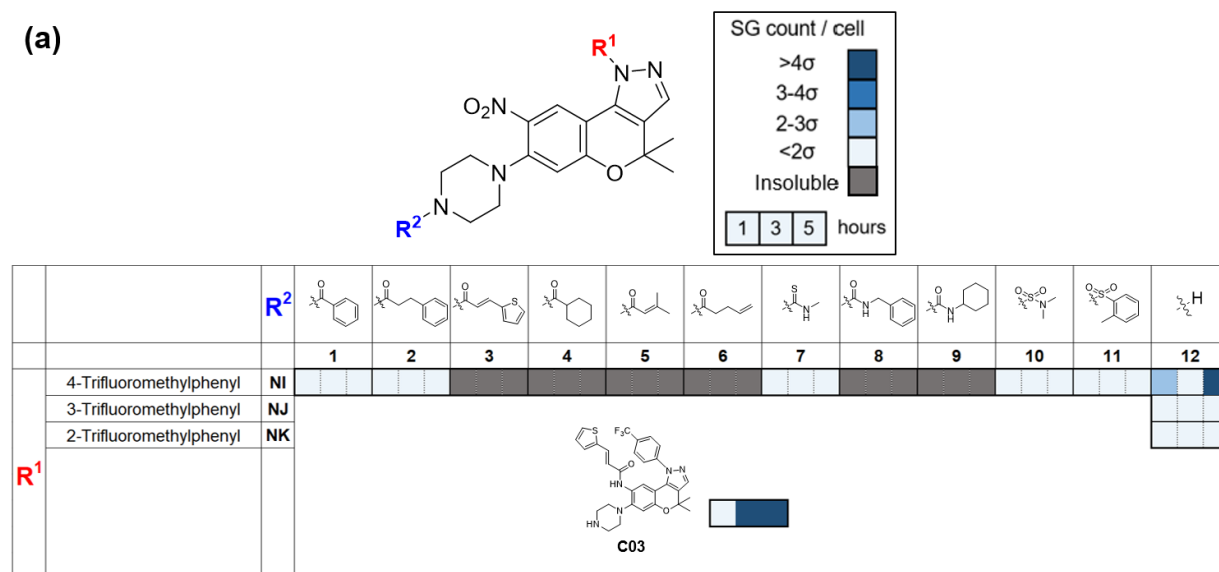 (a)
R¹
N
N
O₂N
N
O
N
R²
SG count / cell
>4σ
3-4σ
2-3σ
<2σ
Insoluble
1 3 5 hours
R²
O
O
O S
O
O
O
S N H
O N H
O N H
O O S N
O O S
H
1 2 3 4 5 6 7 8 9 10 11 12
R¹
4-Trifluoromethylphenyl NI
3-Trifluoromethylphenyl NJ
2-Trifluoromethylphenyl NK
S
F₃C
O
N N
NH
N
O
HN
C03